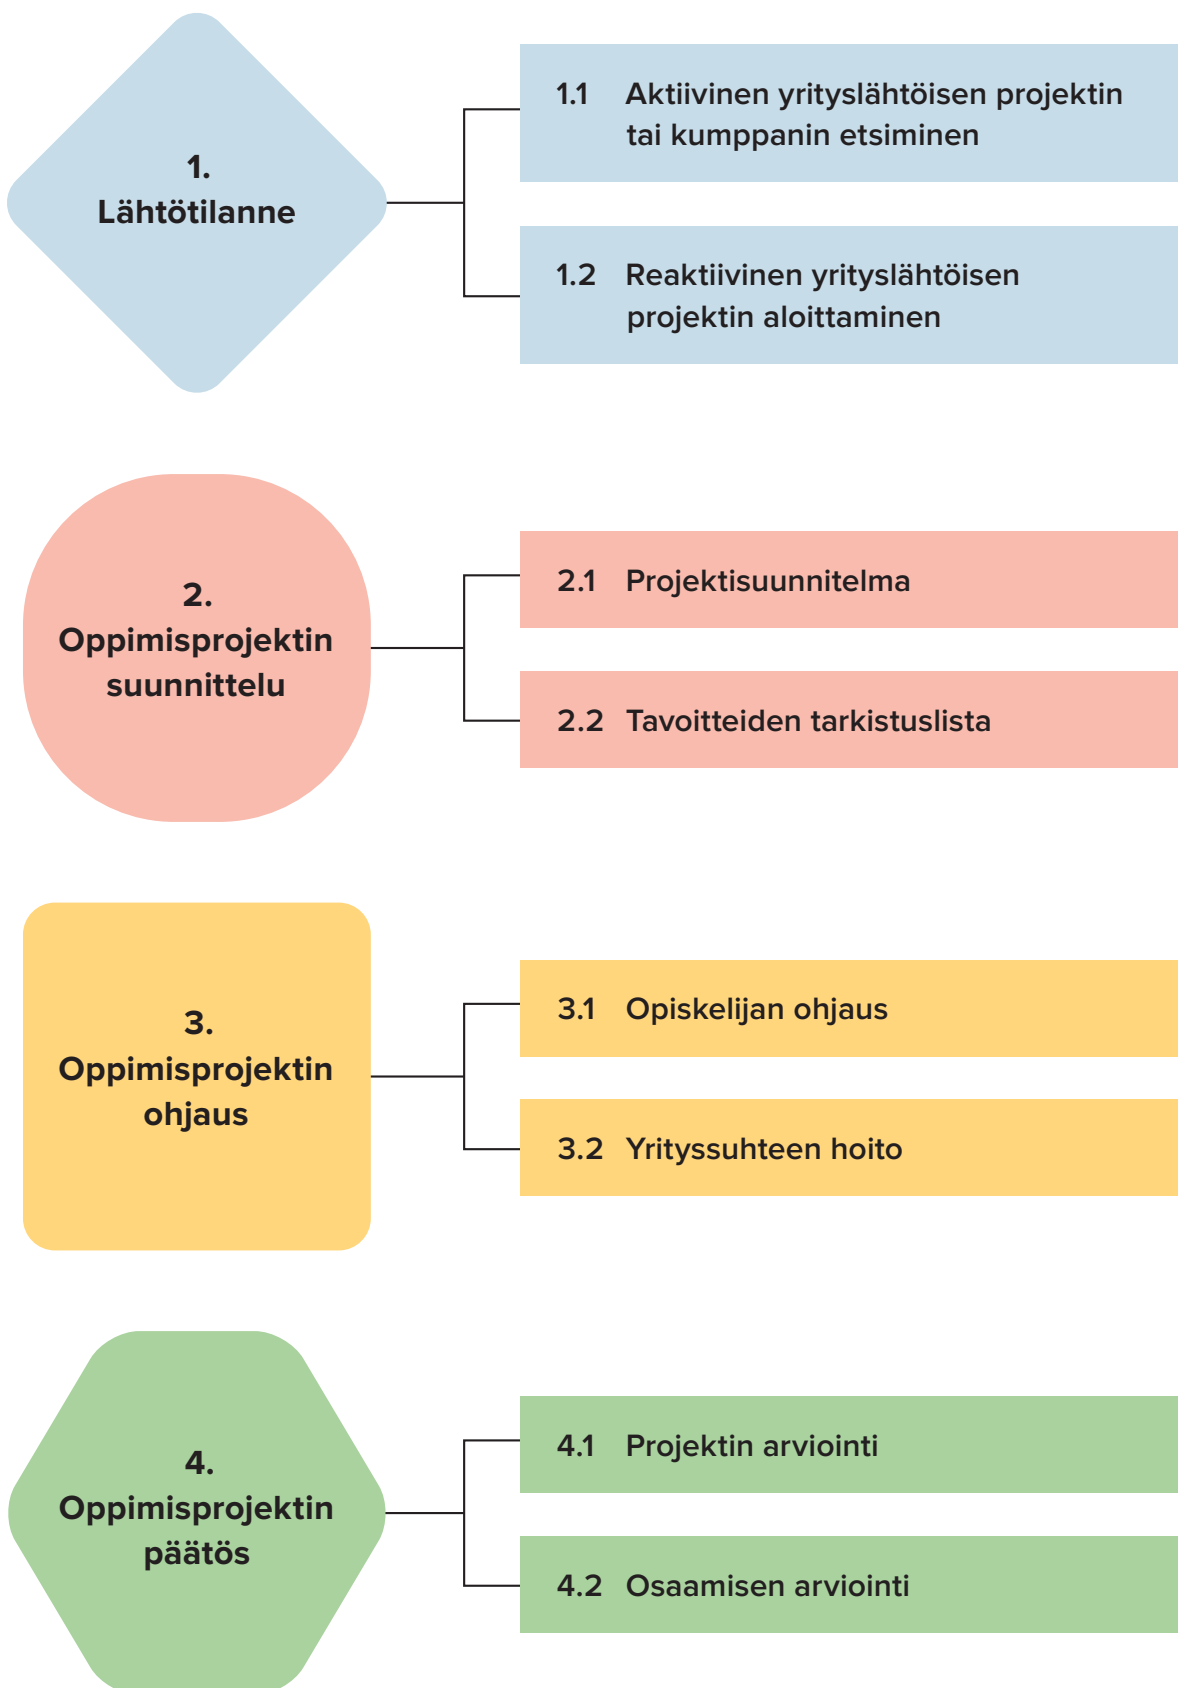 1.
Lähtötilanne
1.1 Aktiivinen yrityslähtöisen projektin
tai kumppanin etsiminen
1.2 Reaktiivinen yrityslähtöisen
projektin aloittaminen
2.
Oppimisprojektin
suunnittelu
2.1 Projektisuunnitelma
2.2 Tavoitteiden tarkistuslista
3.
Oppimisprojektin
ohjaus
3.1 Opiskelijan ohjaus
3.2 Yrityssuhteen hoito
4.
Oppimisprojektin
päätös
4.1 Projektin arviointi
4.2 Osaamisen arviointi